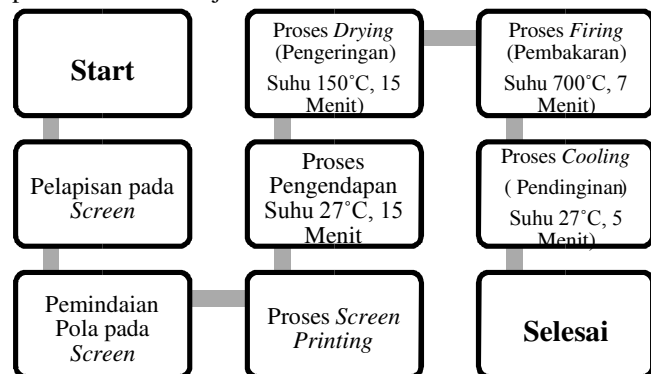 Start
Pelapisan pada
Screen
Pemindaian
Pola pada
Screen
Proses Screen
Printing
Proses
Pengendapan
Suhu 27˚C, 15
Menit
Proses Drying
(Pengeringan)
Suhu 150˚C, 15
Menit)
Proses Firing
(Pembakaran)
Suhu 700˚C, 7
Menit)
Proses Cooling
( Pendinginan)
Suhu 27˚C, 5
Menit)
Selesai